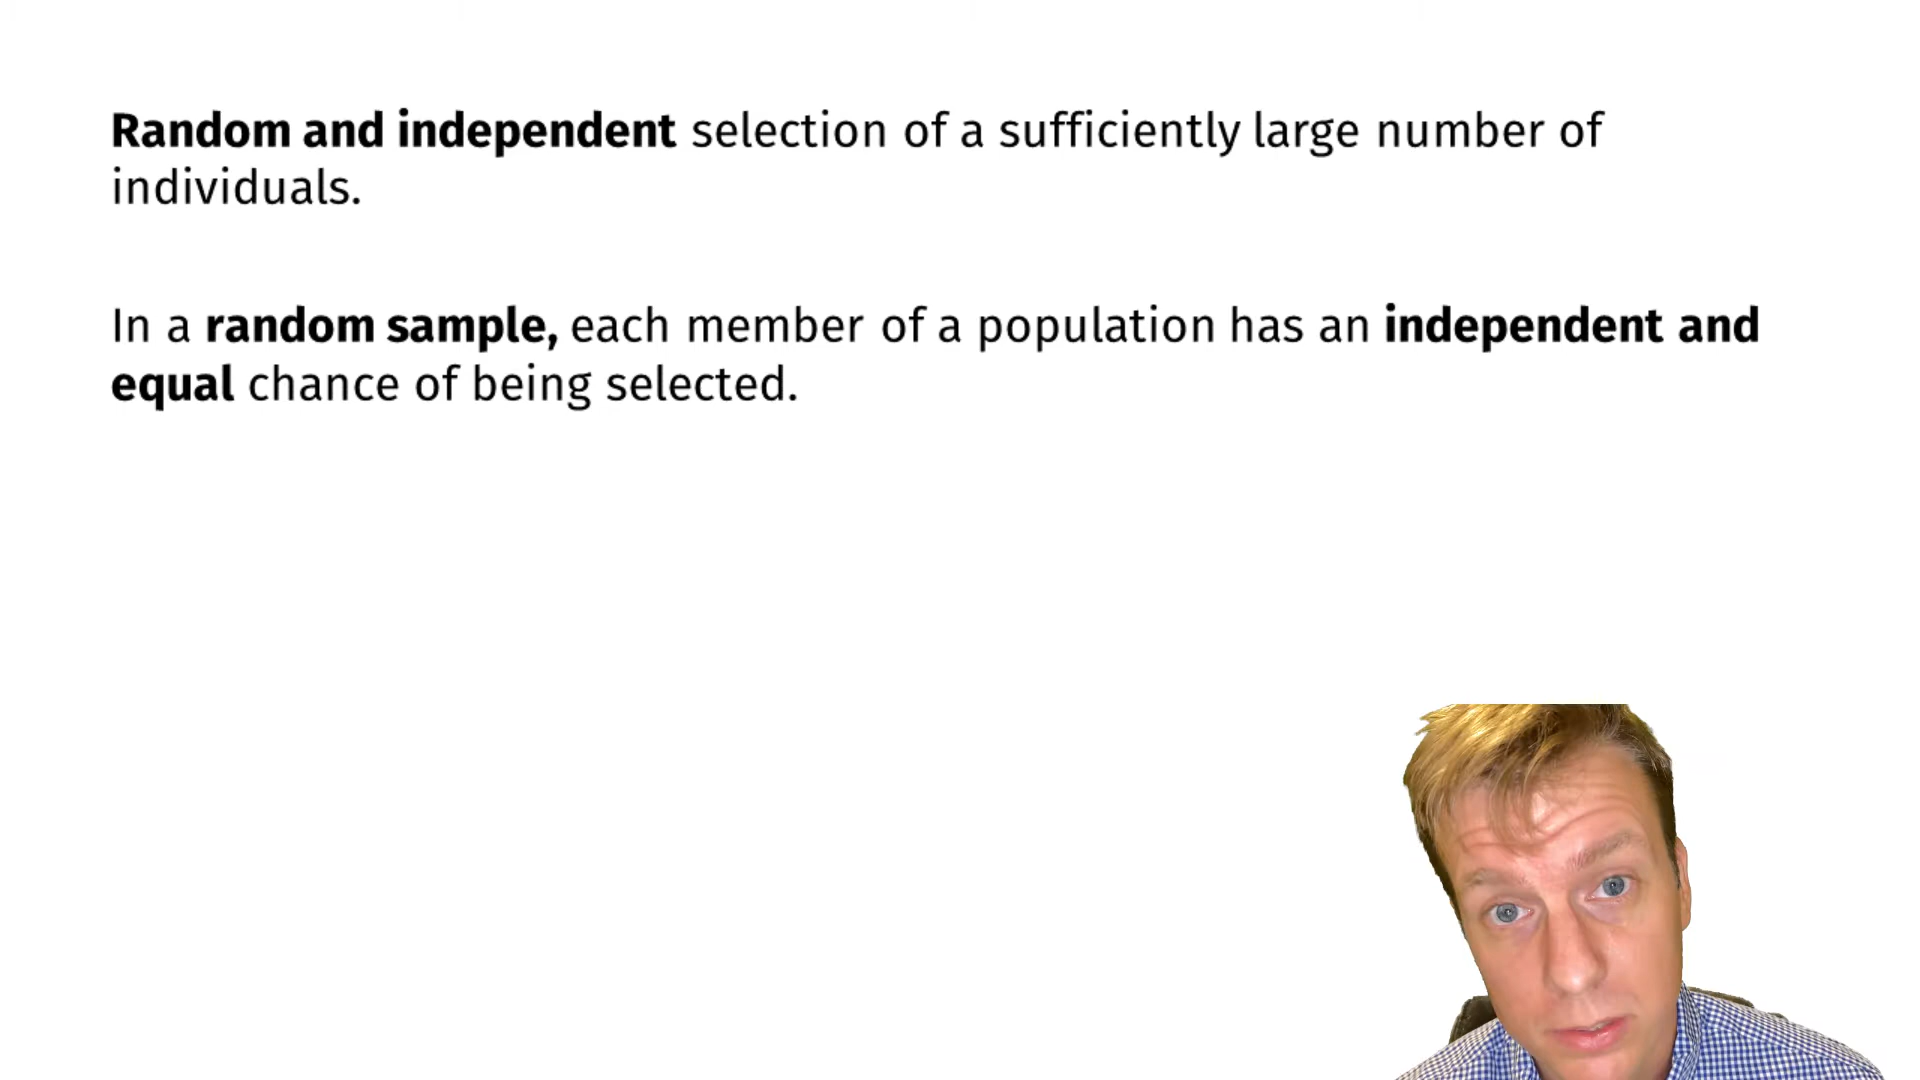 Random and independent selection of a sufficiently large number of
individuals.
In a random sample, each member of a population has an independent and
equal chance of being selected.